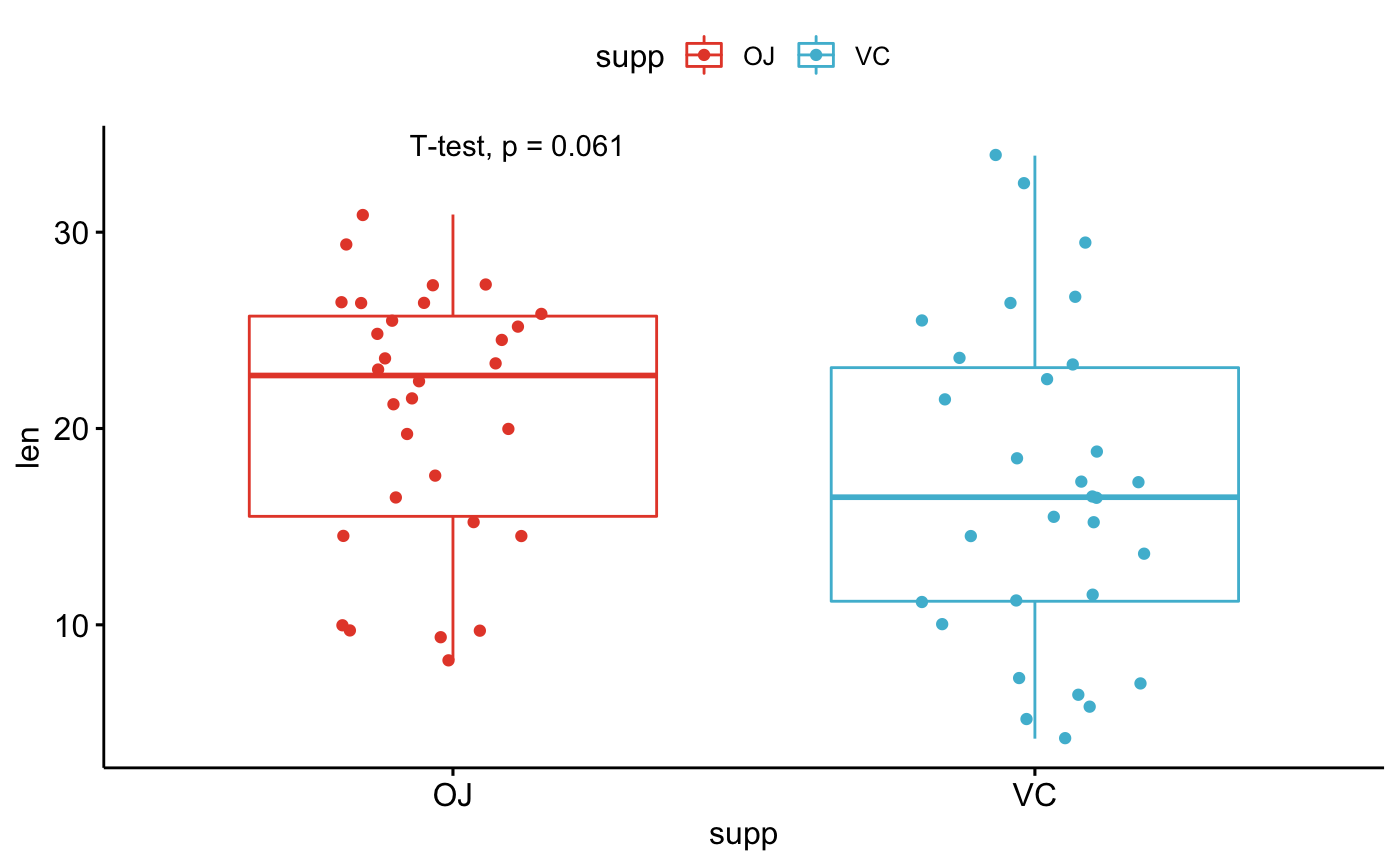 supp OJ VC
T-test, p = 0.061
30
20
10
len
OJ VC
supp